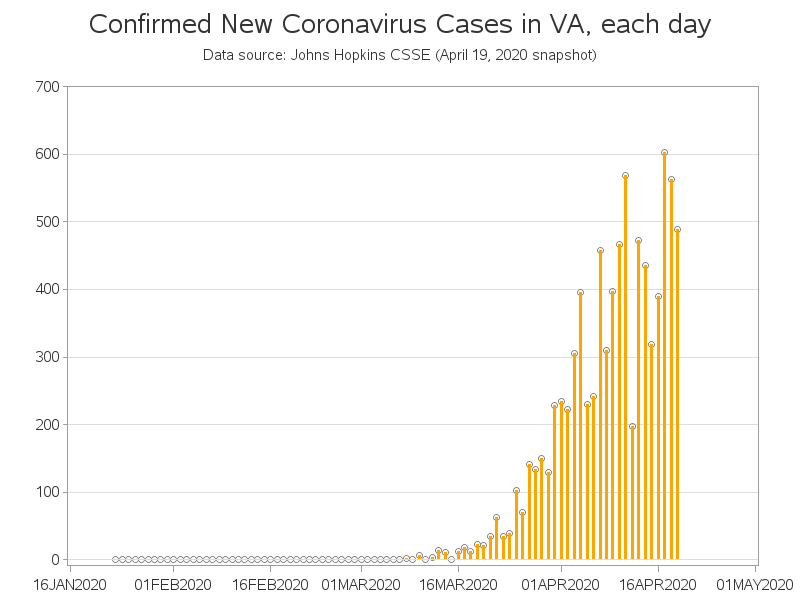 Confirmed New Coronavirus Cases in VA, each day
Data source: Johns Hopkins CSSE (April 19, 2020 snapshot)
700
600
500
400
300
200
100
0
16JAN2020 01FEB2020 16FEB2020 01MAR2020 16MAR2020 01APR2020 16APR2020 01MAY2020